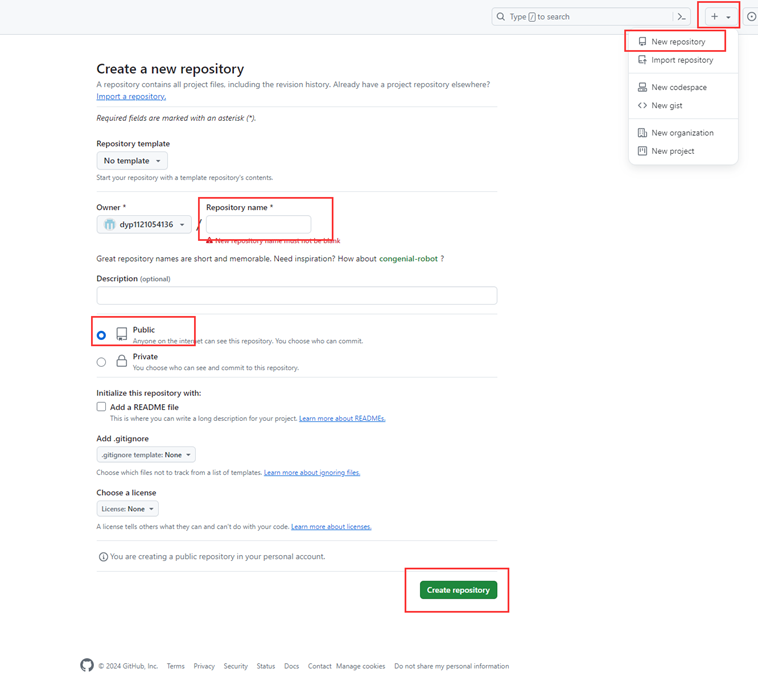 Type / to search
New repository
Import repository
New codespace
New gist
New organization
New project
Create a new repository
A repository contains all project files, including the revision history. Already have a project repository elsewhere?
Import a repository.
Required fields are marked with an asterisk (*).
Repository template
No template
Start your repository with a template repository's contents.
Owner * Repository name *
dyp1121054136 /
New repository name must not be blank
Great repository names are short and memorable. Need inspiration? How about congenial-robot ?
Description (optional)
Public
Anyone on the internet can see this repository. You choose who can commit.
Private
You choose who can see and commit to this repository.
Initialize this repository with:
Add a README file
This is where you can write a long description for your project. Learn more about READMEs.
Add .gitignore
.gitignore template: None
Choose which files not to track from a list of templates. Learn more about ignoring files.
Choose a license
License: None
A license tells others what they can and can't do with your code. Learn more about licenses.
You are creating a public repository in your personal account.
Create repository
© 2024 GitHub, Inc. Terms Privacy Security Status Docs Contact Manage cookies Do not share my personal information